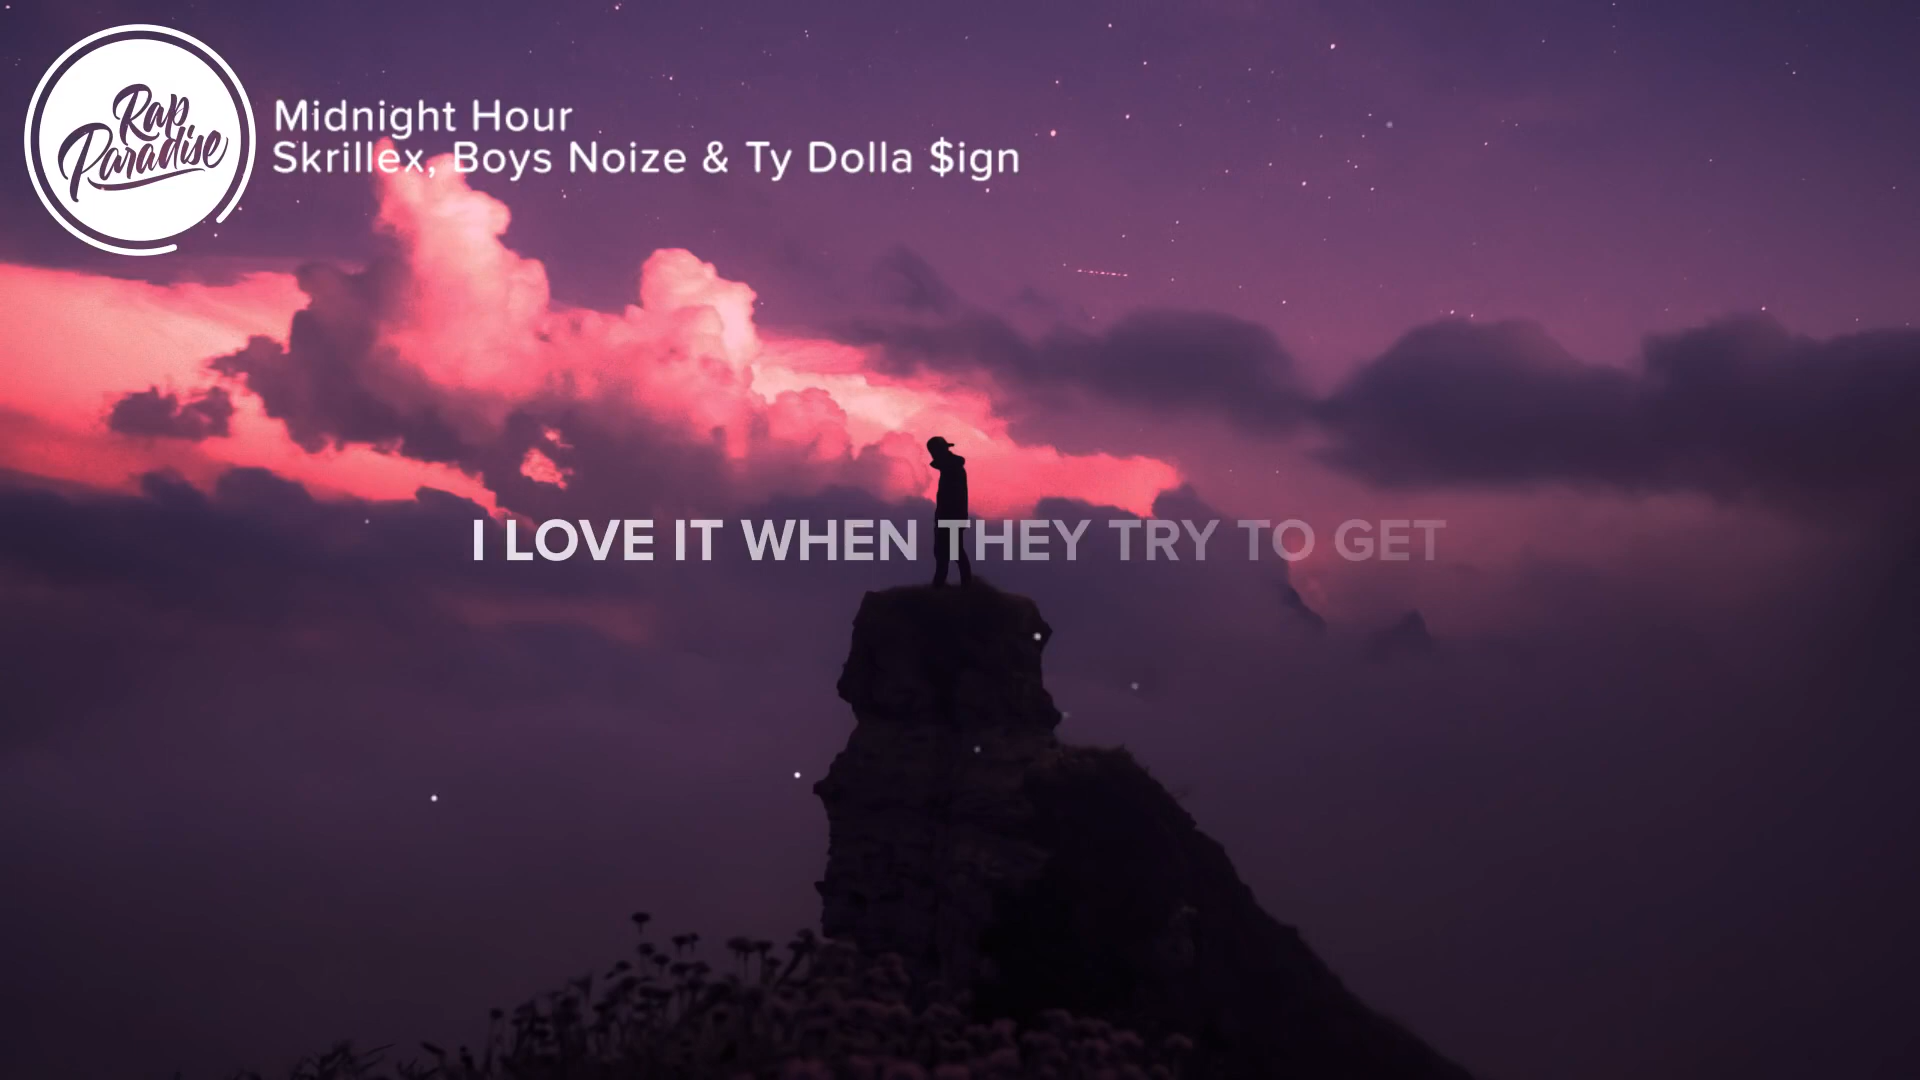 Rap
Paradise
Midnight Hour
Skrillex, Boys Noize & Ty Dolla $ign
I LOVE IT WHEN THEY TRY TO GET